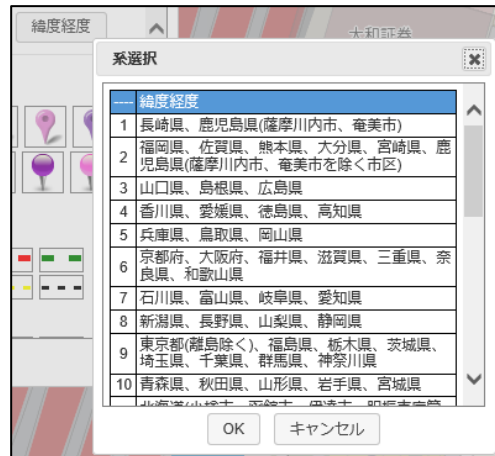 緯度経度
大和証券
系選択
---- 緯度経度
1 長崎県、鹿児島県(薩摩川内市、奄美市)
2 福岡県、佐賀県、熊本県、大分県、宮崎県、鹿
児島県(薩摩川内市、奄美市を除く市区)
3 山口県、島根県、広島県
4 香川県、愛媛県、徳島県、高知県
5 兵庫県、鳥取県、岡山県
6 京都府、大阪府、福井県、滋賀県、三重県、奈
良県、和歌山県
7 石川県、富山県、岐阜県、愛知県
8 新潟県、長野県、山梨県、静岡県
9 東京都(離島除く)、福島県、栃木県、茨城県、
埼玉県、千葉県、群馬県、神奈川県
10 青森県、秋田県、山形県、岩手県、宮城県
OK キャンセル